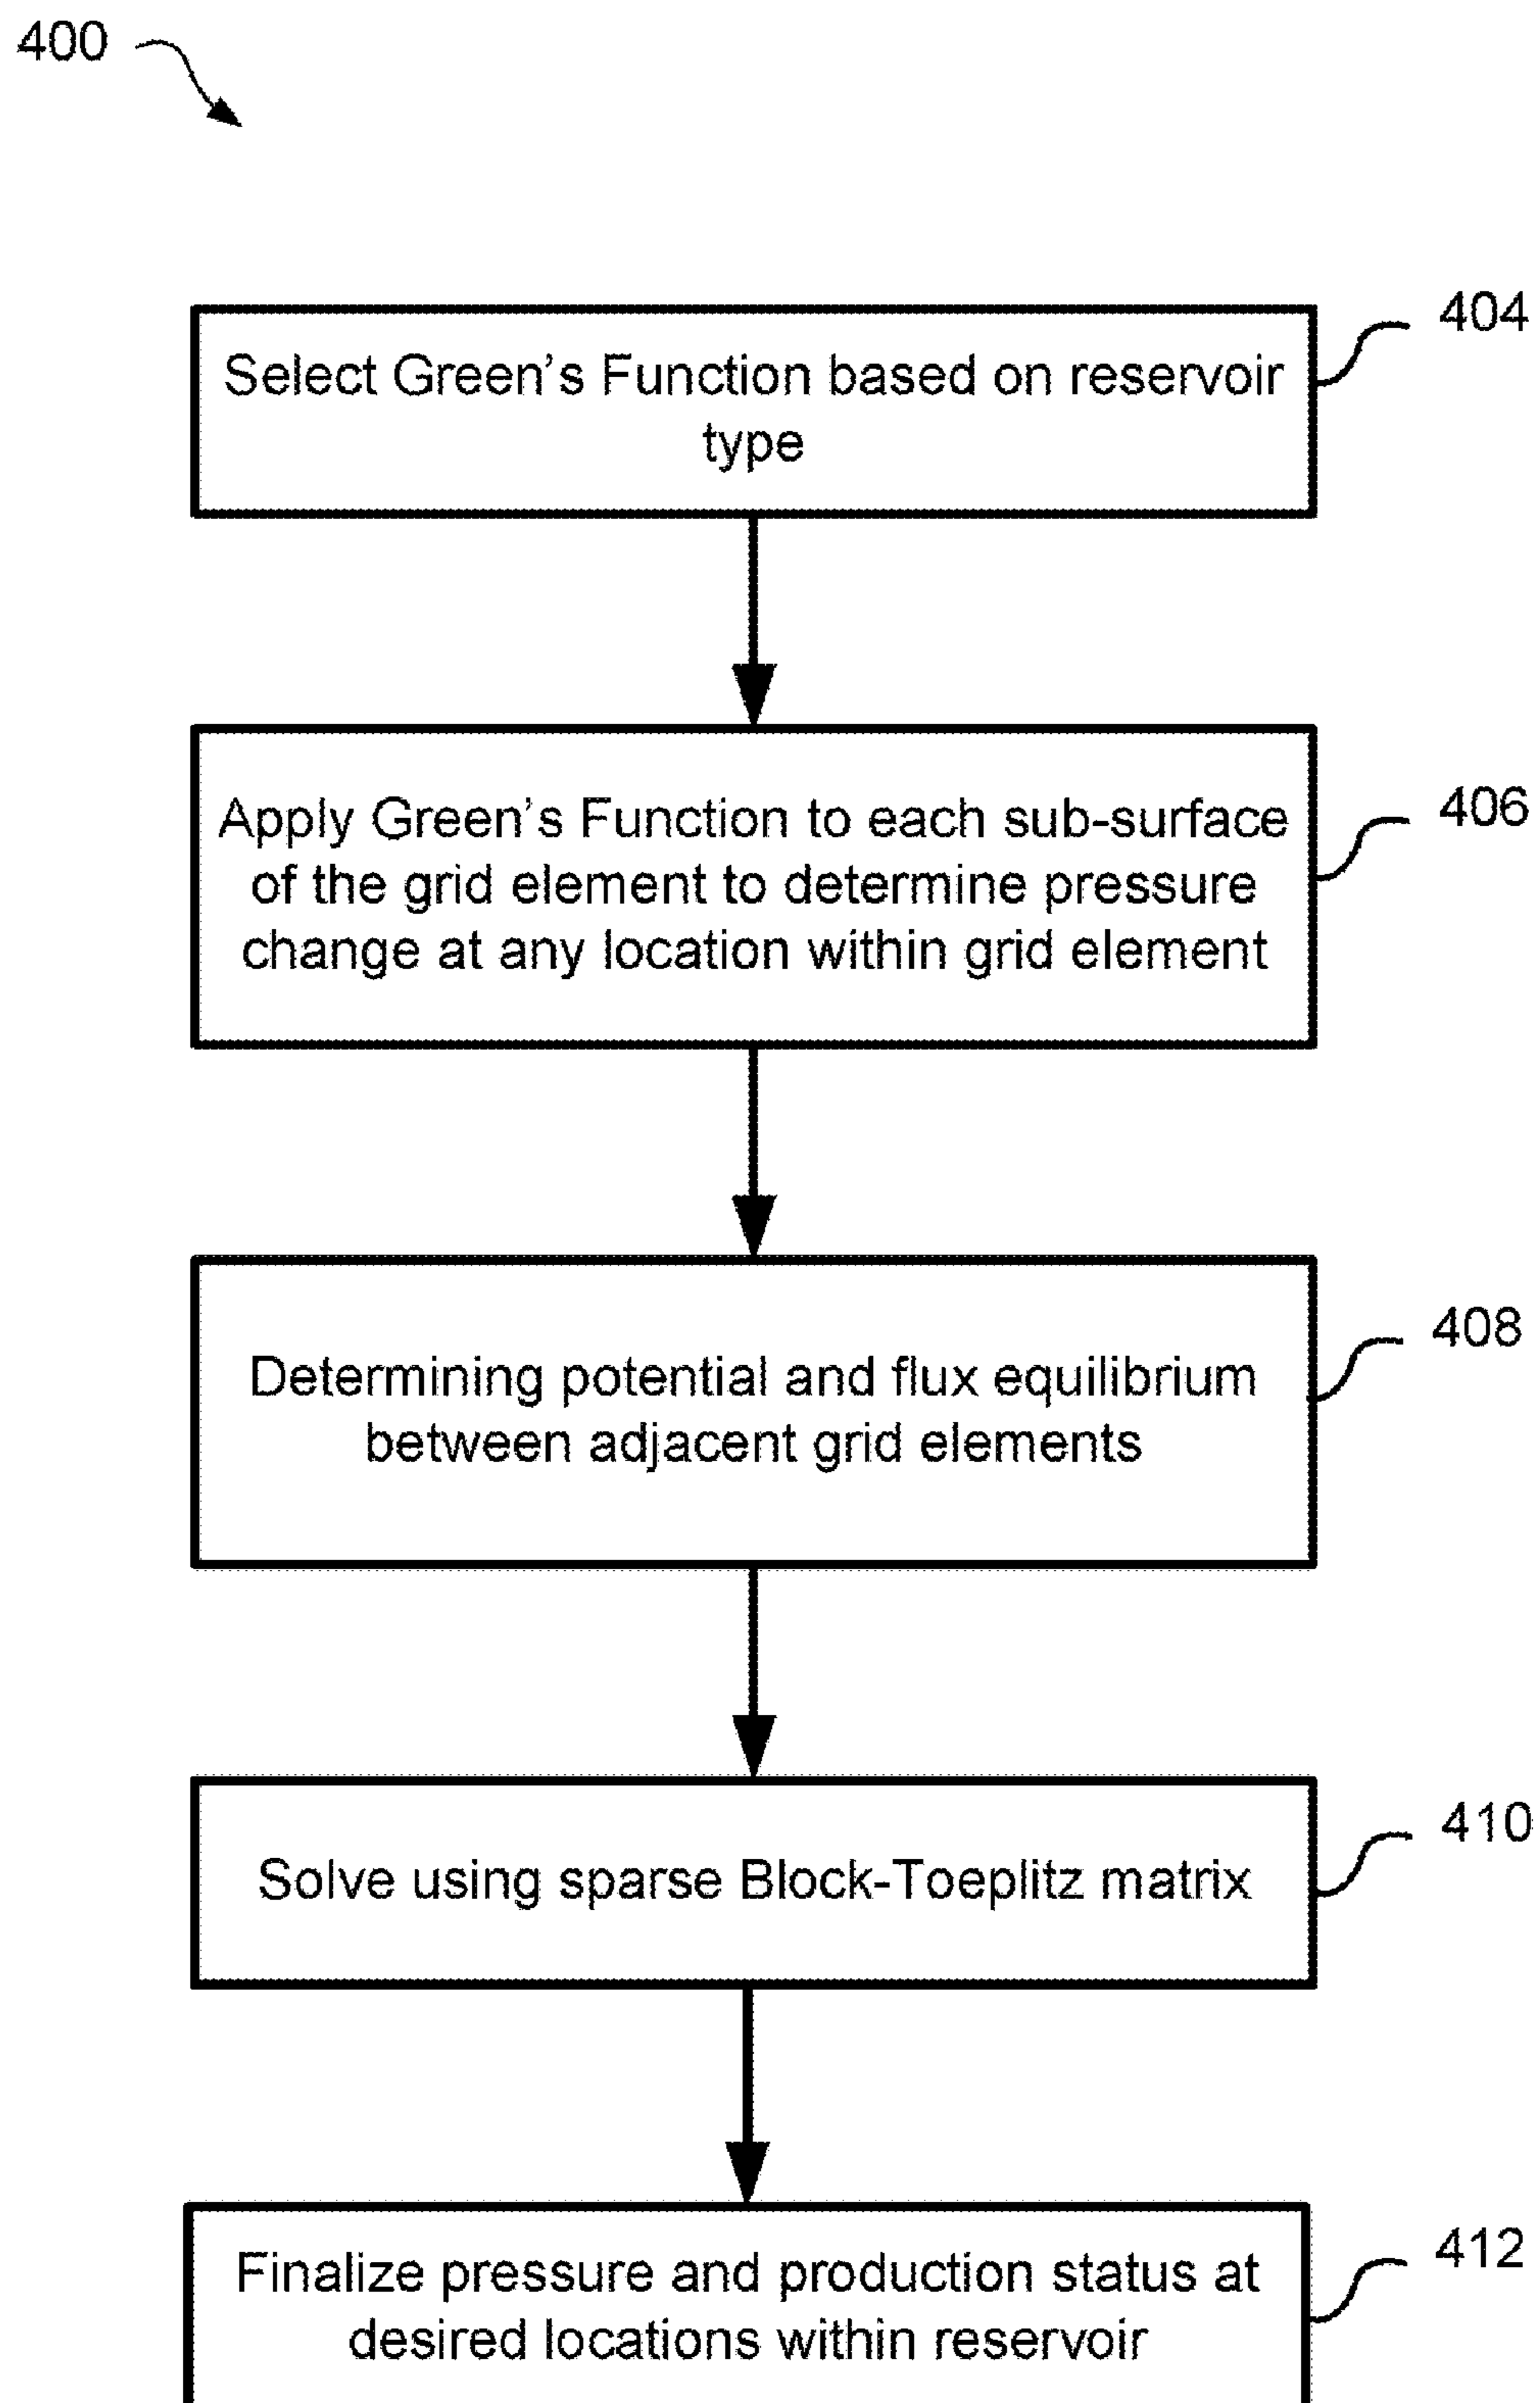 400
404
Select Green's Function based on reservoir
type
406
Apply Green's Function to each sub-surface
of the grid element to determine pressure
change at any location within grid element
408
Determining potential and flux equilibrium
between adjacent grid elements
410
Solve using sparse Block-Toeplitz matrix
412
Finalize pressure and production status at
desired locations within reservoir